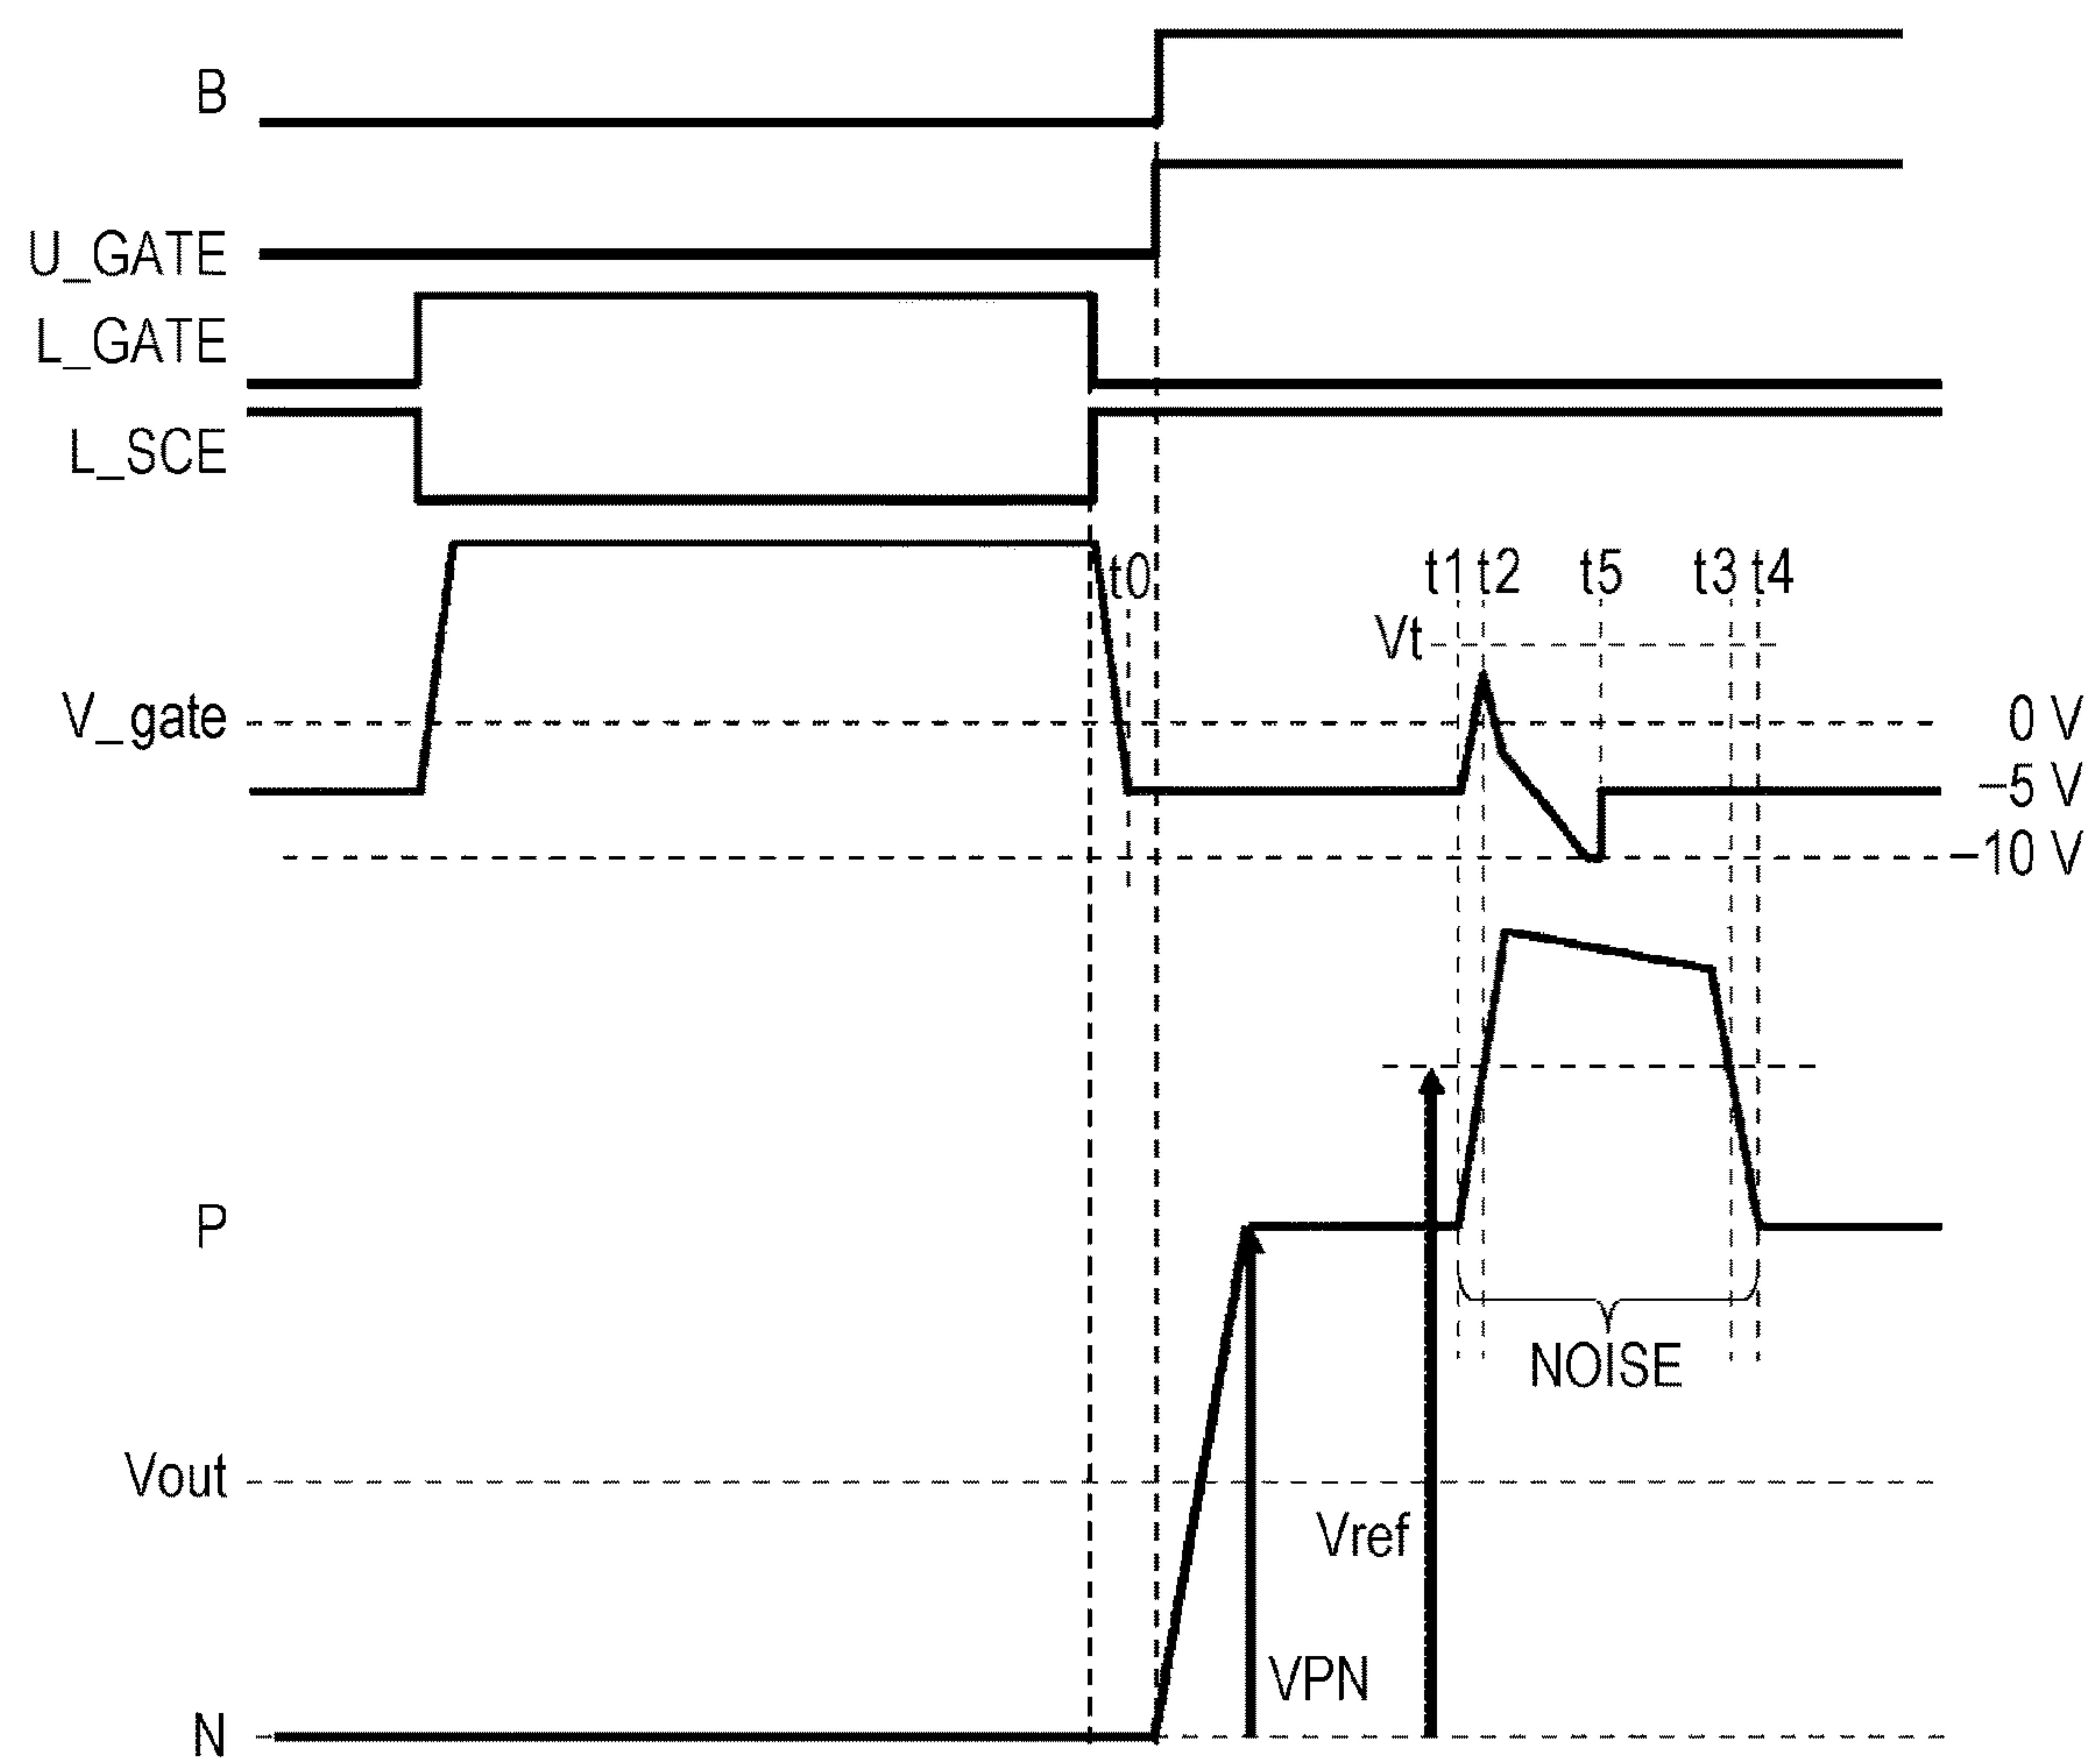 B
U_GATE
L_GATE
L_SCE
t0
t1 t2 t5 t3 t4
Vt
V_gate
0 V
–5 V
–10 V
P
NOISE
Vout
Vref
VPN
N